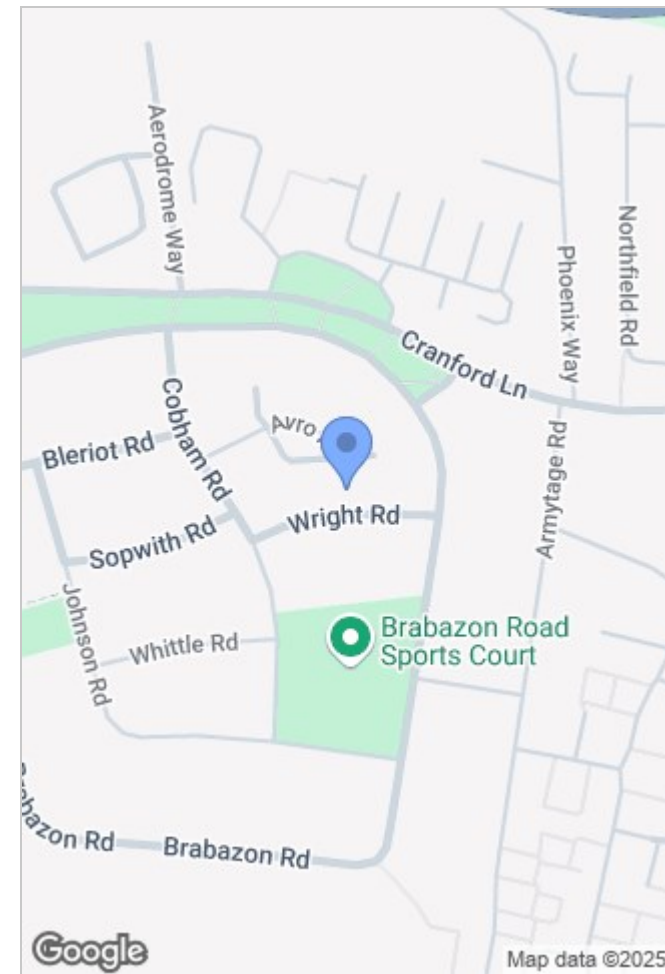 Aerodrome Way
Northfield Rd
Phoenix Way
Cranford Ln
Cobham Rd
Avro
Bleriot Rd
Armytage Rd
Wright Rd
Sopwith Rd
Johnson Rd
Brabazon Road
Sports Court
Whittle Rd
Brabazon Rd
Brabazon Rd
Google
Map data ©2025